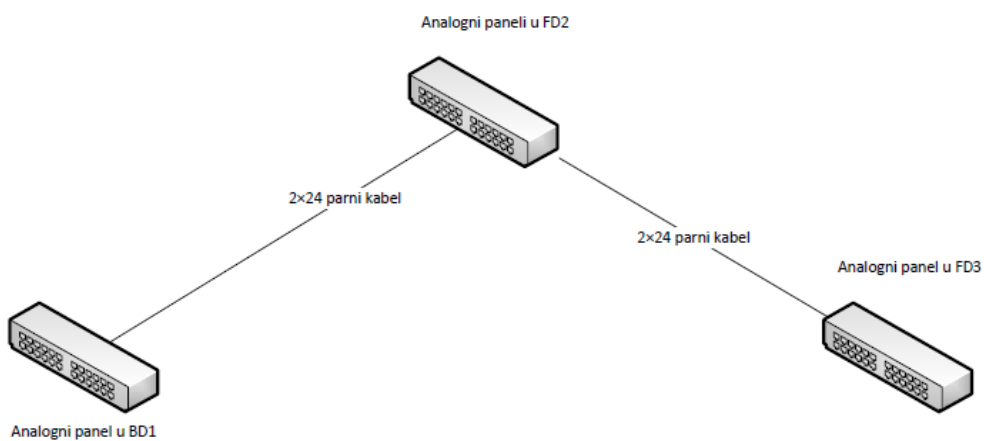 Analogni paneli u FD2
2×24 parni kabel
2×24 parni kabel
Analogni panel u FD3
Analogni panel u BD1